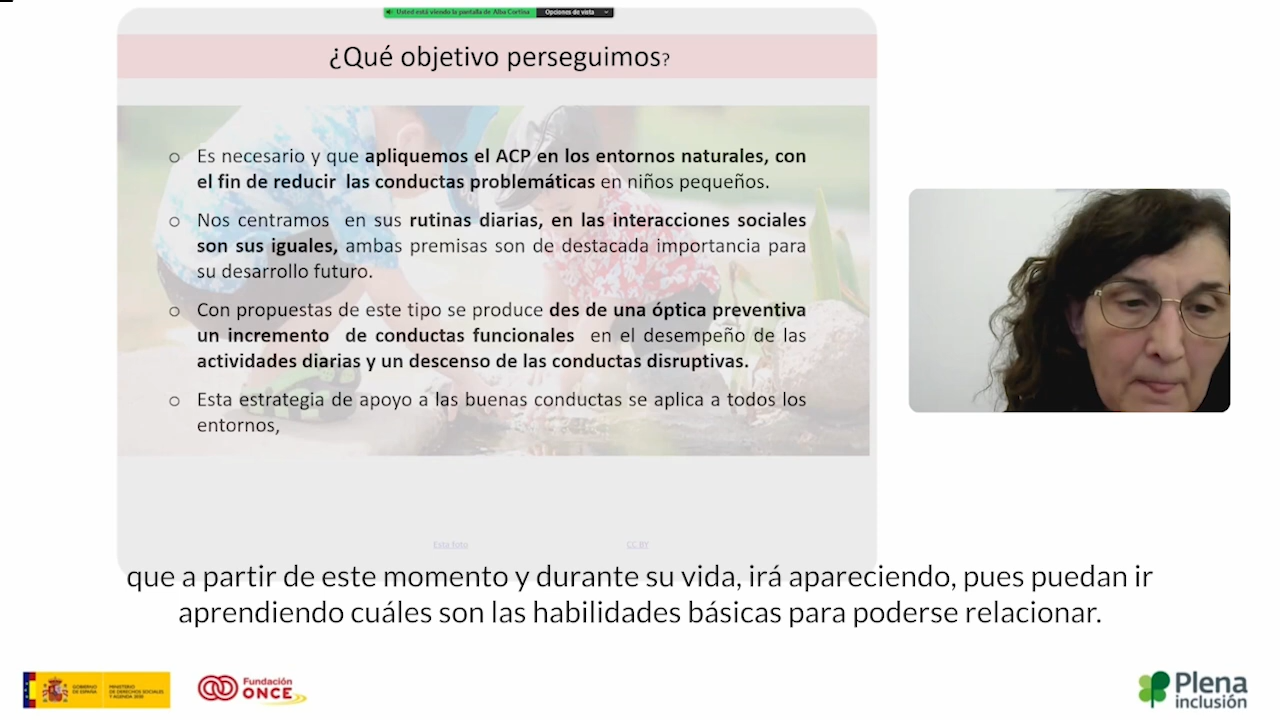 Usted está viendo la pantalla de Alba Cortina
Opciones de vista
¿Qué objetivo perseguimos?
o Es necesario y que apliquemos el ACP en los entornos naturales, con
el fin de reducir las conductas problemáticas en niños pequeños.
o Nos centramos en sus rutinas diarias, en las interacciones sociales
son sus iguales, ambas premisas son de destacada importancia para
su desarrollo futuro.
o Con propuestas de este tipo se produce des de una óptica preventiva
un incremento de conductas funcionales en el desempeño de las
actividades diarias y un descenso de las conductas disruptivas.
o Esta estrategia de apoyo a las buenas conductas se aplica a todos los
entornos,
Esta foto
CC BY
que a partir de este momento y durante su vida, irá apareciendo, pues puedan ir
aprendiendo cuáles son las habilidades básicas para poderse relacionar.
GOBIERNO
DE ESPAÑA
MINISTERIO
DE DERECHOS SOCIALES
Y AGENDA 2030
Fundación
ONCE
Plena
inclusión